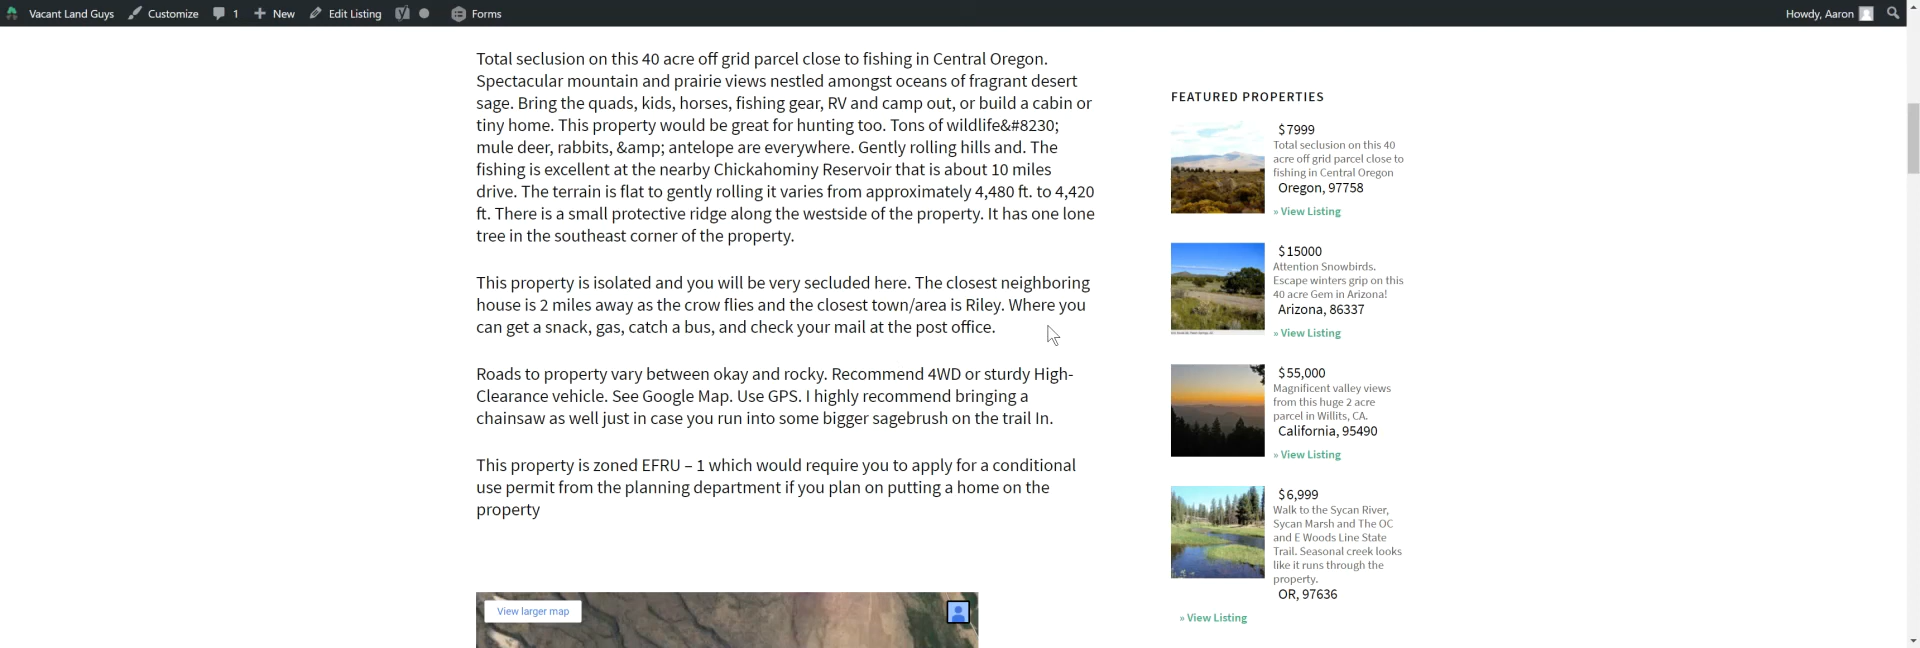 Vacant Land Guys Customize 1 New Edit Listing Forms Howdy, Aaron
Total seclusion on this 40 acre off grid parcel close to fishing in Central Oregon.
Spectacular mountain and prairie views nestled amongst oceans of fragrant desert
sage. Bring the quads, kids, horses, fishing gear, RV and camp out, or build a cabin or
tiny home. This property would be great for hunting too. Tons of wildlife&#8230;
mule deer, rabbits, &amp; antelope are everywhere. Gently rolling hills and. The
fishing is excellent at the nearby Chickahominy Reservoir that is about 10 miles
drive. The terrain is flat to gently rolling it varies from approximately 4,480 ft. to 4,420
ft. There is a small protective ridge along the westside of the property. It has one lone
tree in the southeast corner of the property.
This property is isolated and you will be very secluded here. The closest neighboring
house is 2 miles away as the crow flies and the closest town/area is Riley. Where you
can get a snack, gas, catch a bus, and check your mail at the post office.
Roads to property vary between okay and rocky. Recommend 4WD or sturdy High-
Clearance vehicle. See Google Map. Use GPS. I highly recommend bringing a
chainsaw as well just in case you run into some bigger sagebrush on the trail In.
This property is zoned EFRU – 1 which would require you to apply for a conditional
use permit from the planning department if you plan on putting a home on the
property
View larger map
FEATURED PROPERTIES
$7999
Total seclusion on this 40
acre off grid parcel close to
fishing in Central Oregon
Oregon, 97758
» View Listing
$15000
Attention Snowbirds.
Escape winters grip on this
40 acre Gem in Arizona!
Arizona, 86337
» View Listing
$55,000
Magnificent valley views
from this huge 2 acre
parcel in Willits, CA.
California, 95490
» View Listing
$6,999
Walk to the Sycan River,
Sycan Marsh and The OC
and E Woods Line State
Trail. Seasonal creek looks
like it runs through the
property.
OR, 97636
» View Listing